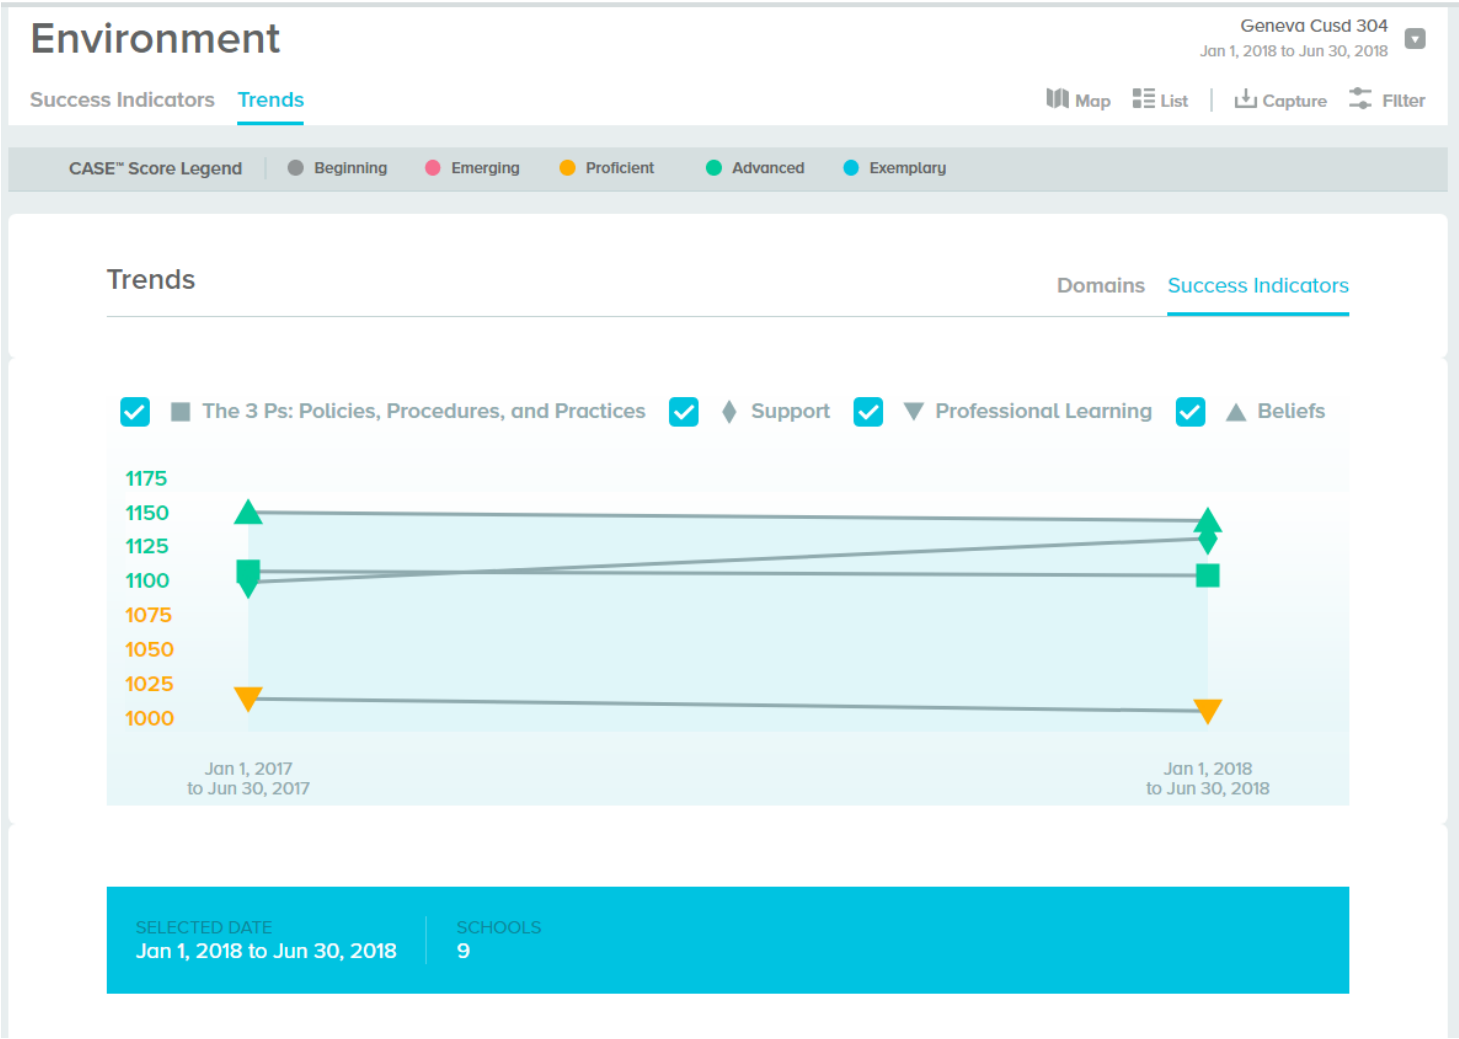 Environment
Geneva Cusd 304
Jan 1, 2018 to Jun 30, 2018
Success Indicators Trends
Map List Capture Filter
CASE™ Score Legend Beginning Emerging Proficient Advanced Exemplary
Trends
Domains Success Indicators
The 3 Ps: Policies, Procedures, and Practices Support Professional Learning Beliefs
1175
1150
1125
1100
1075
1050
1025
1000
Jan 1, 2017
to Jun 30, 2017
Jan 1, 2018
to Jun 30, 2018
SELECTED DATE
Jan 1, 2018 to Jun 30, 2018
SCHOOLS
9